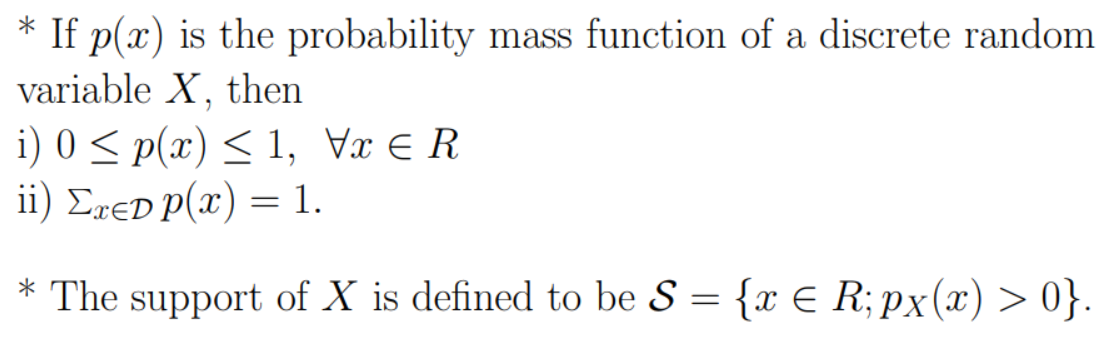 * If p(x) is the probability mass function of a discrete random
variable X, then
i) 0 ≤ p(x) ≤ 1, ∀x ∈ R
ii) Σ_{x∈𝒟} p(x) = 1.
* The support of X is defined to be 𝒮 = {x ∈ R; p_X(x) > 0}.